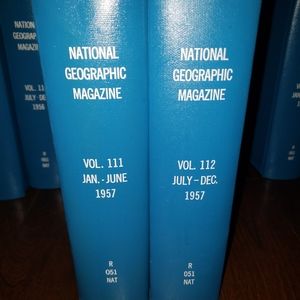 NATIONAL
GEOGRAPHIC
MAGAZINE
VOL. 111
JAN.-JUNE
1957
R
051
NAT
NATIONAL
GEOGRAPHIC
MAGAZINE
VOL. 112
JULY-DEC.
1957
R
051
NAT